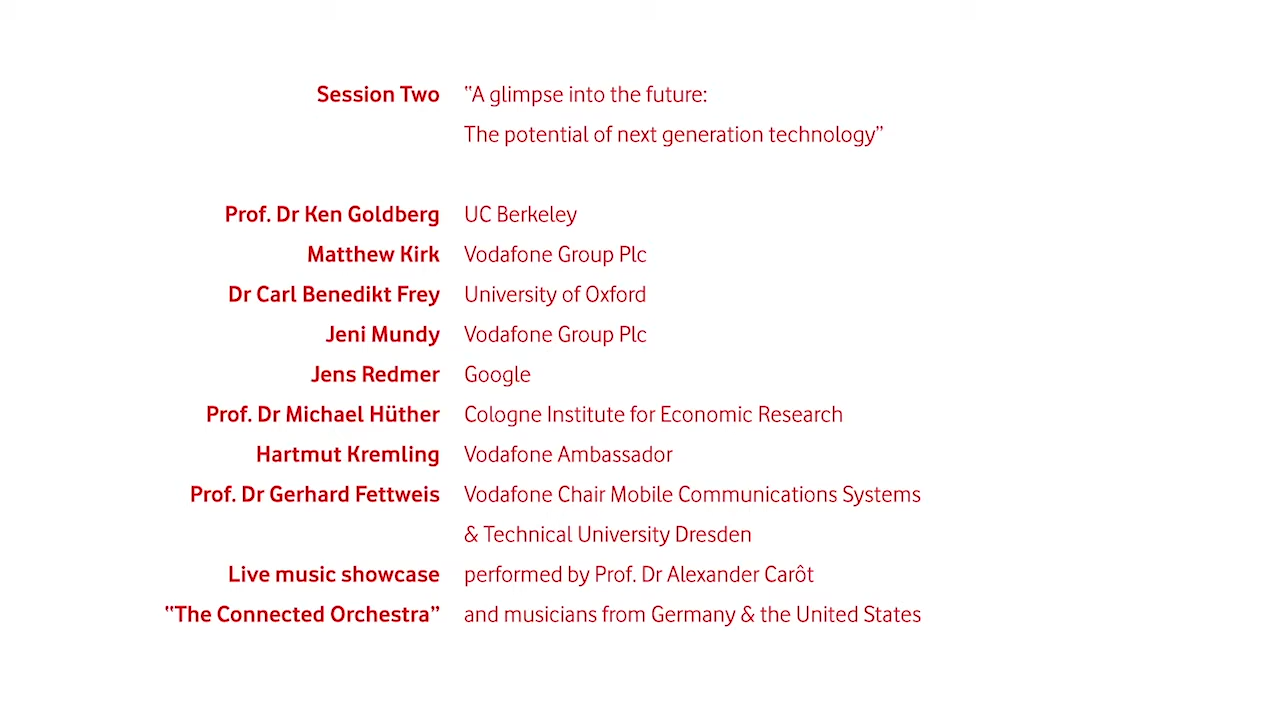 Session Two "A glimpse into the future:
The potential of next generation technology"
Prof. Dr Ken Goldberg UC Berkeley
Matthew Kirk Vodafone Group Plc
Dr Carl Benedikt Frey University of Oxford
Jeni Mundy Vodafone Group Plc
Jens Redmer Google
Prof. Dr Michael Hüther Cologne Institute for Economic Research
Hartmut Kremling Vodafone Ambassador
Prof. Dr Gerhard Fettweis Vodafone Chair Mobile Communications Systems
& Technical University Dresden
Live music showcase performed by Prof. Dr Alexander Carôt
"The Connected Orchestra" and musicians from Germany & the United States